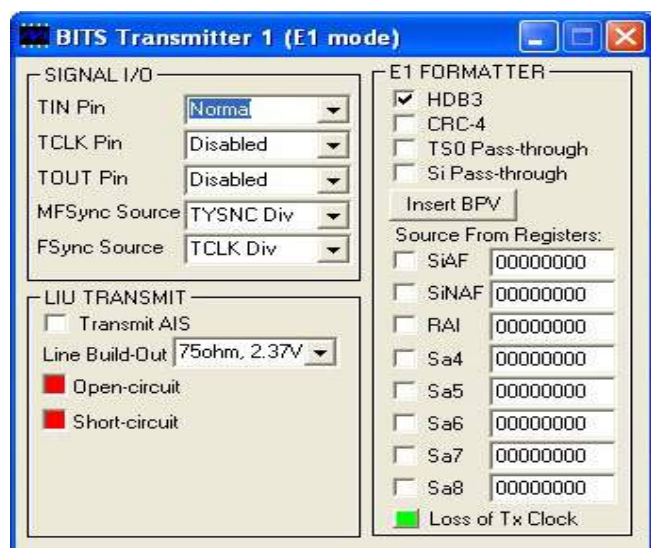 BITS Transmitter 1 (E1 mode)
SIGNAL I/O
TIN Pin Normal
TCLK Pin Disabled
TOUT Pin Disabled
MFSync Source TYSNC Div
FSync Source TCLK Div
LIU TRANSMIT
Transmit AIS
Line Build-Out 75ohm, 2.37V
Open-circuit
Short-circuit
E1 FORMATTER
HDB3
CRC-4
TS0 Pass-through
Si Pass-through
Insert BPV
Source From Registers:
SiAF 00000000
SiNAF 00000000
RAI 00000000
Sa4 00000000
Sa5 00000000
Sa6 00000000
Sa7 00000000
Sa8 00000000
Loss of Tx Clock